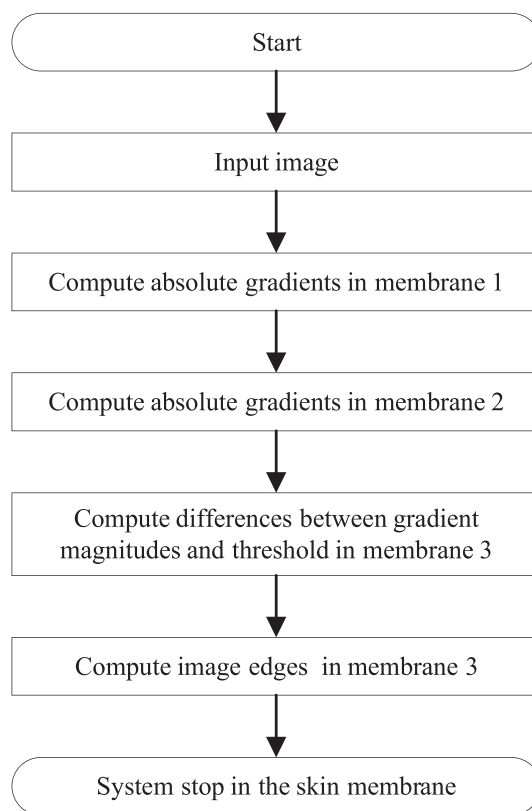 Start
Input image
Compute absolute gradients in membrane 1
Compute absolute gradients in membrane 2
Compute differences between gradient
magnitudes and threshold in membrane 3
Compute image edges in membrane 3
System stop in the skin membrane